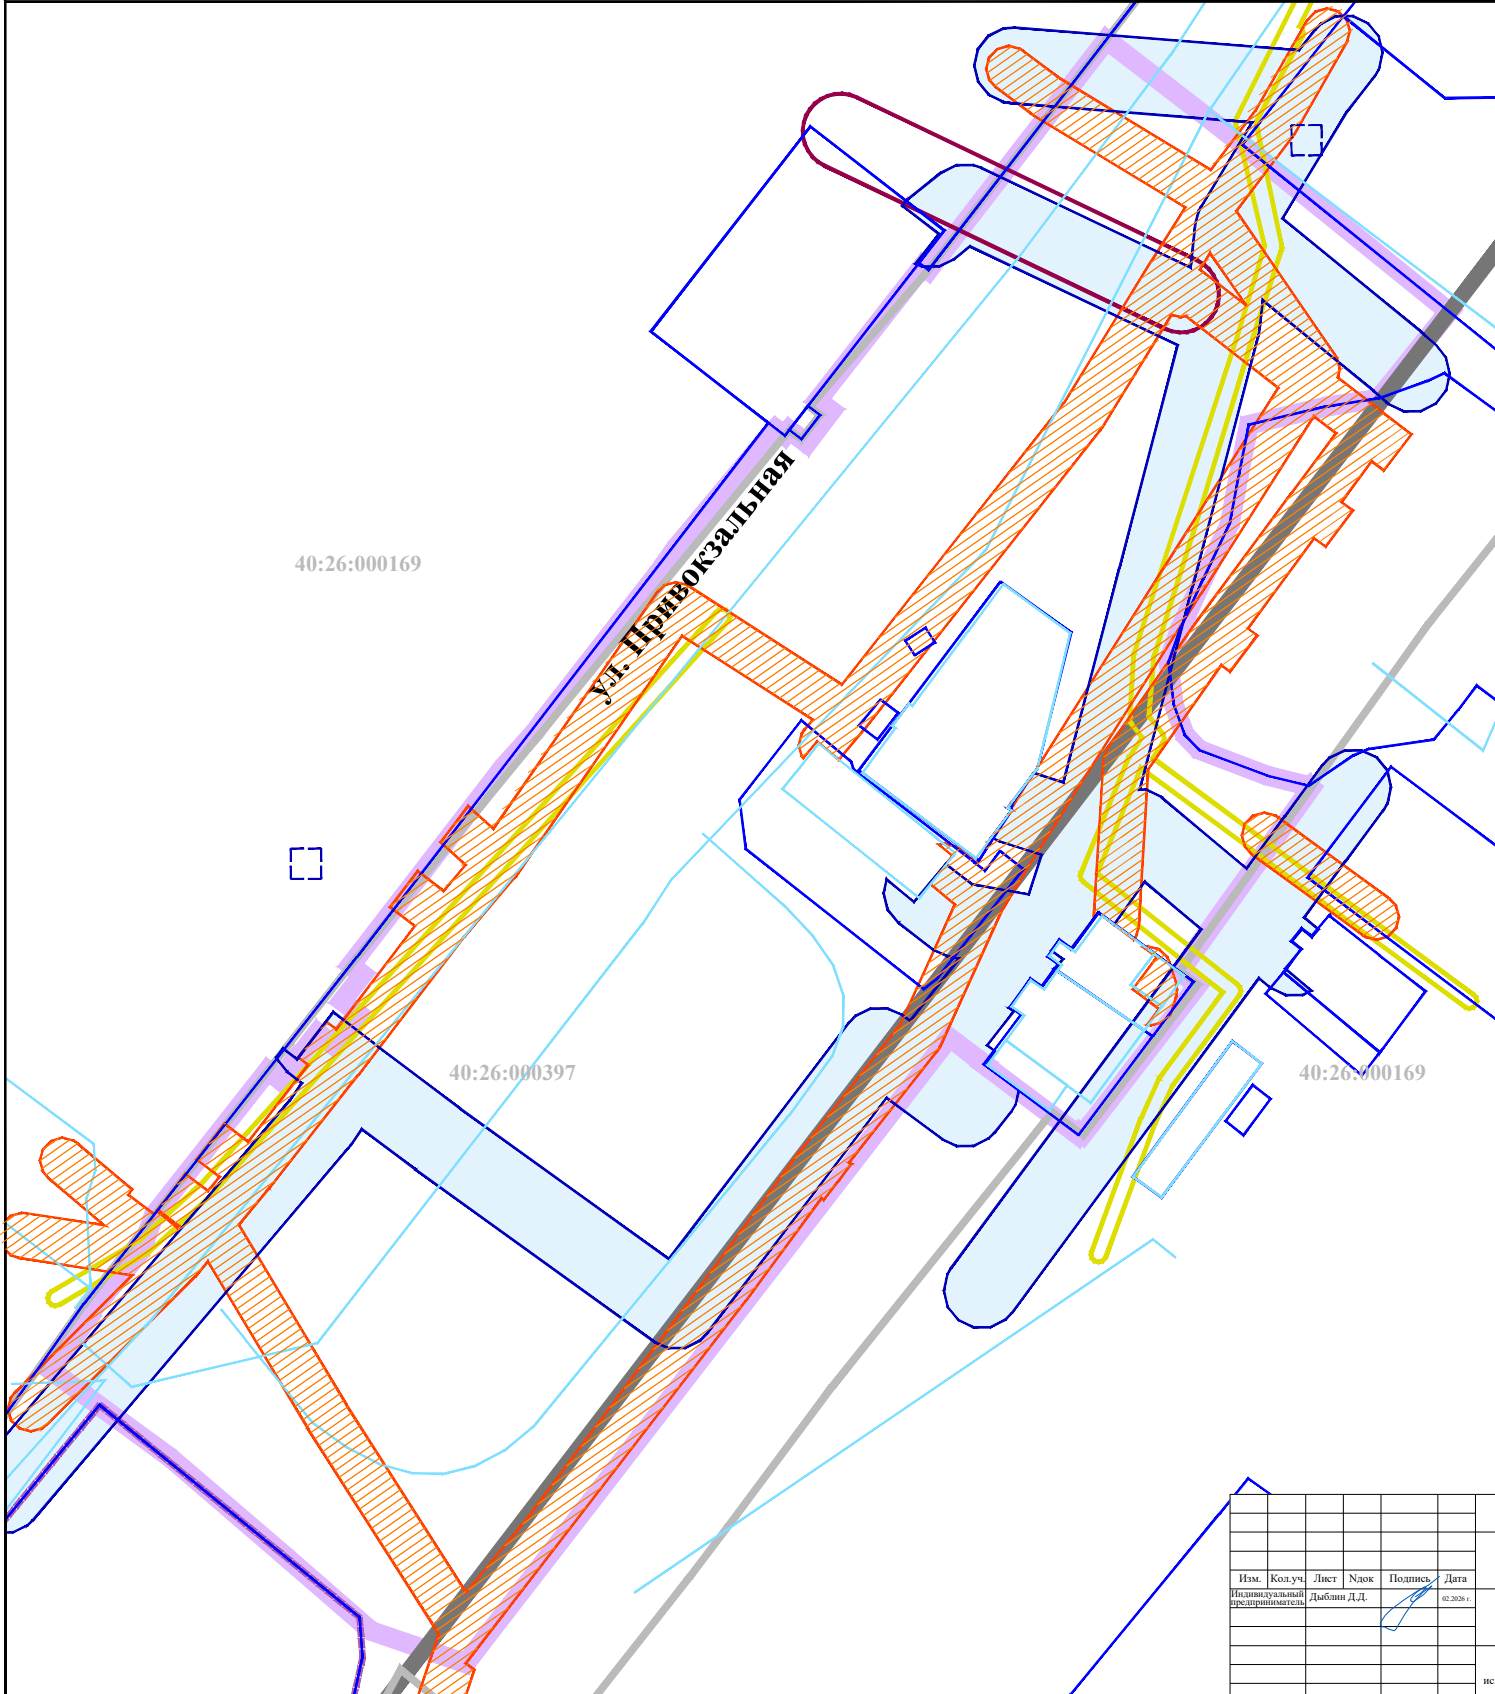 ул. Привокзальная
40:26:000169
40:26:000397
40:26:000169
Изм. Кол.уч. Лист Nдок Подпись Дата
Индивидуальный предприниматель Дыблин Д.Д. 02.2026 г.
ис